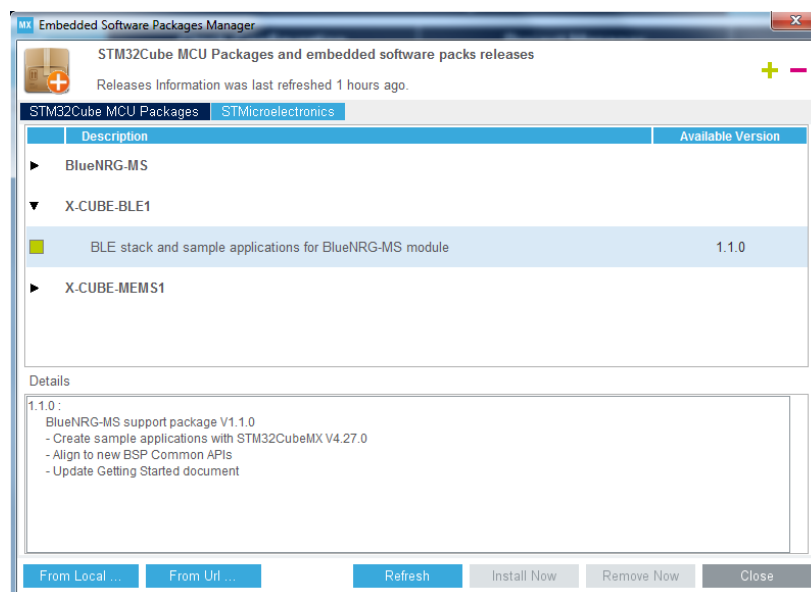 MX Embedded Software Packages Manager
STM32Cube MCU Packages and embedded software packs releases
Releases Information was last refreshed 1 hours ago.
STM32Cube MCU Packages STMicroelectronics
Description Available Version
BlueNRG-MS
X-CUBE-BLE1
BLE stack and sample applications for BlueNRG-MS module 1.1.0
X-CUBE-MEMS1
Details
1.1.0 :
BlueNRG-MS support package V1.1.0
- Create sample applications with STM32CubeMX V4.27.0
- Align to new BSP Common APIs
- Update Getting Started document
From Local ... From Url ... Refresh Install Now Remove Now Close